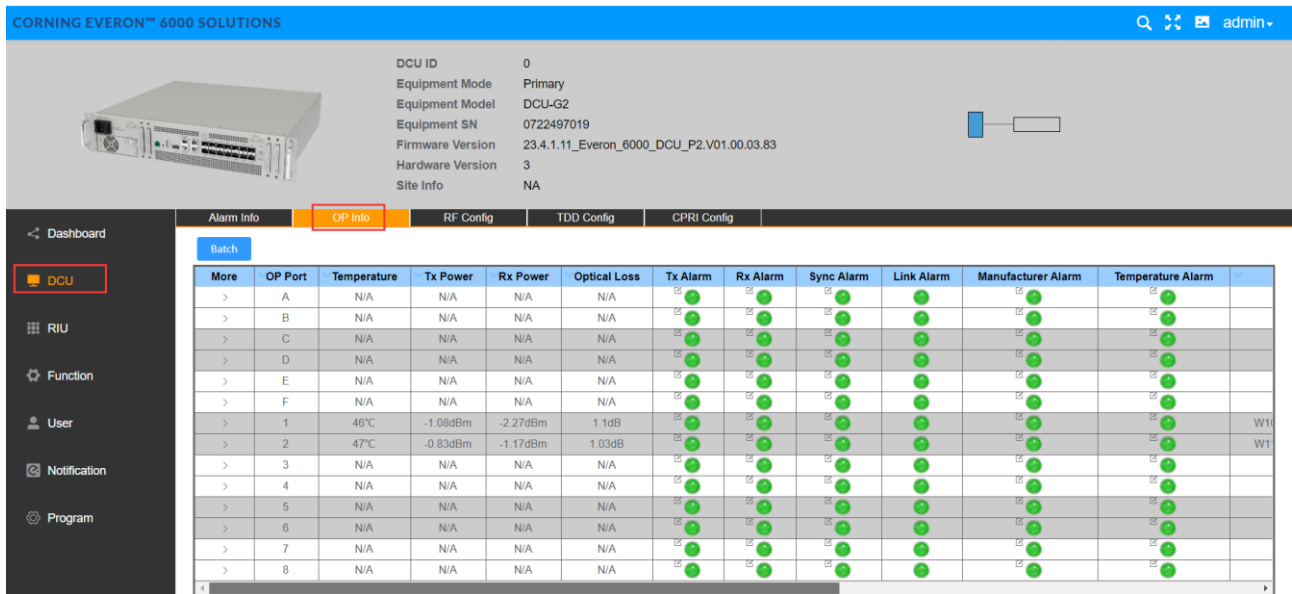 CORNING EVERON™ 6000 SOLUTIONS admin
DCU ID 0
Equipment Mode Primary
Equipment Model DCU-G2
Equipment SN 0722497019
Firmware Version 23.4.1.11_Everon_6000_DCU_P2.V01.00.03.83
Hardware Version 3
Site Info NA
Alarm Info OP Info RF Config TDD Config CPRI Config
Dashboard
DCU
RIU
Function
User
Notification
Program
Batch
More OP Port Temperature Tx Power Rx Power Optical Loss Tx Alarm Rx Alarm Sync Alarm Link Alarm Manufacturer Alarm Temperature Alarm
A N/A N/A N/A N/A
B N/A N/A N/A N/A
C N/A N/A N/A N/A
D N/A N/A N/A N/A
E N/A N/A N/A N/A
F N/A N/A N/A N/A
1 46℃ -1.08dBm -2.27dBm 1.1dB
2 47℃ -0.83dBm -1.17dBm 1.03dB
3 N/A N/A N/A N/A
4 N/A N/A N/A N/A
5 N/A N/A N/A N/A
6 N/A N/A N/A N/A
7 N/A N/A N/A N/A
8 N/A N/A N/A N/A